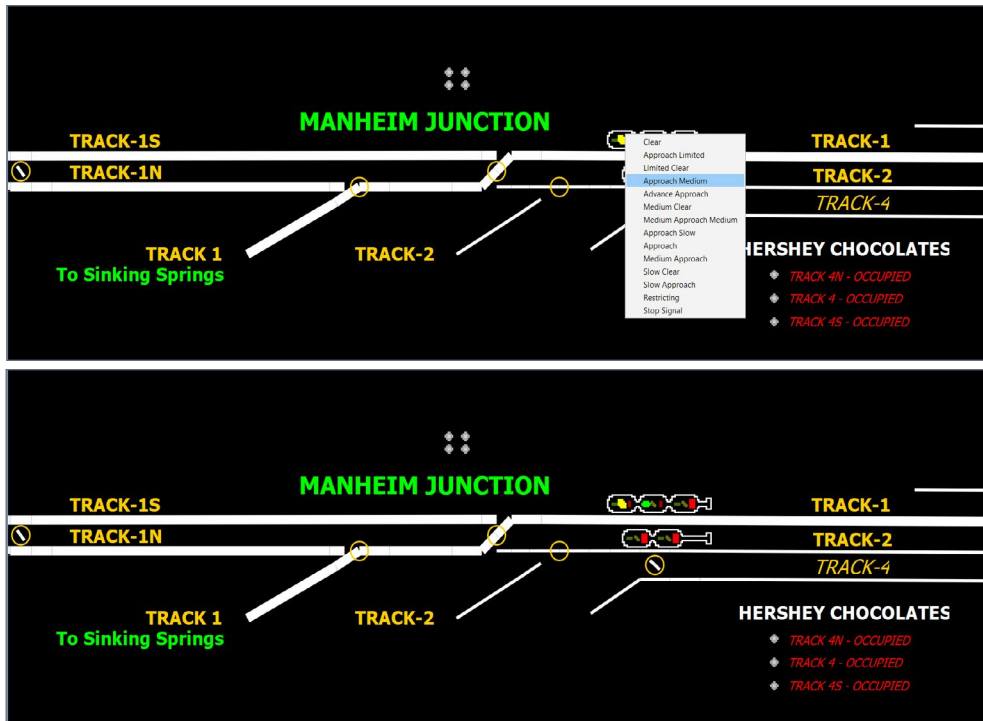 MANHEIM JUNCTION
TRACK-1S
TRACK-1
TRACK-1N
TRACK-2
TRACK-4
TRACK 1
TRACK-2
To Sinking Springs
HERSHEY CHOCOLATES
TRACK 4N - OCCUPIED
TRACK 4 - OCCUPIED
TRACK 4S - OCCUPIED
Clear
Approach Limited
Limited Clear
Approach Medium
Advance Approach
Medium Clear
Medium Approach Medium
Approach Slow
Approach
Medium Approach
Slow Clear
Slow Approach
Restricting
Stop Signal
MANHEIM JUNCTION
TRACK-1S
TRACK-1
TRACK-1N
TRACK-2
TRACK-4
TRACK 1
TRACK-2
To Sinking Springs
HERSHEY CHOCOLATES
TRACK 4N - OCCUPIED
TRACK 4 - OCCUPIED
TRACK 4S - OCCUPIED